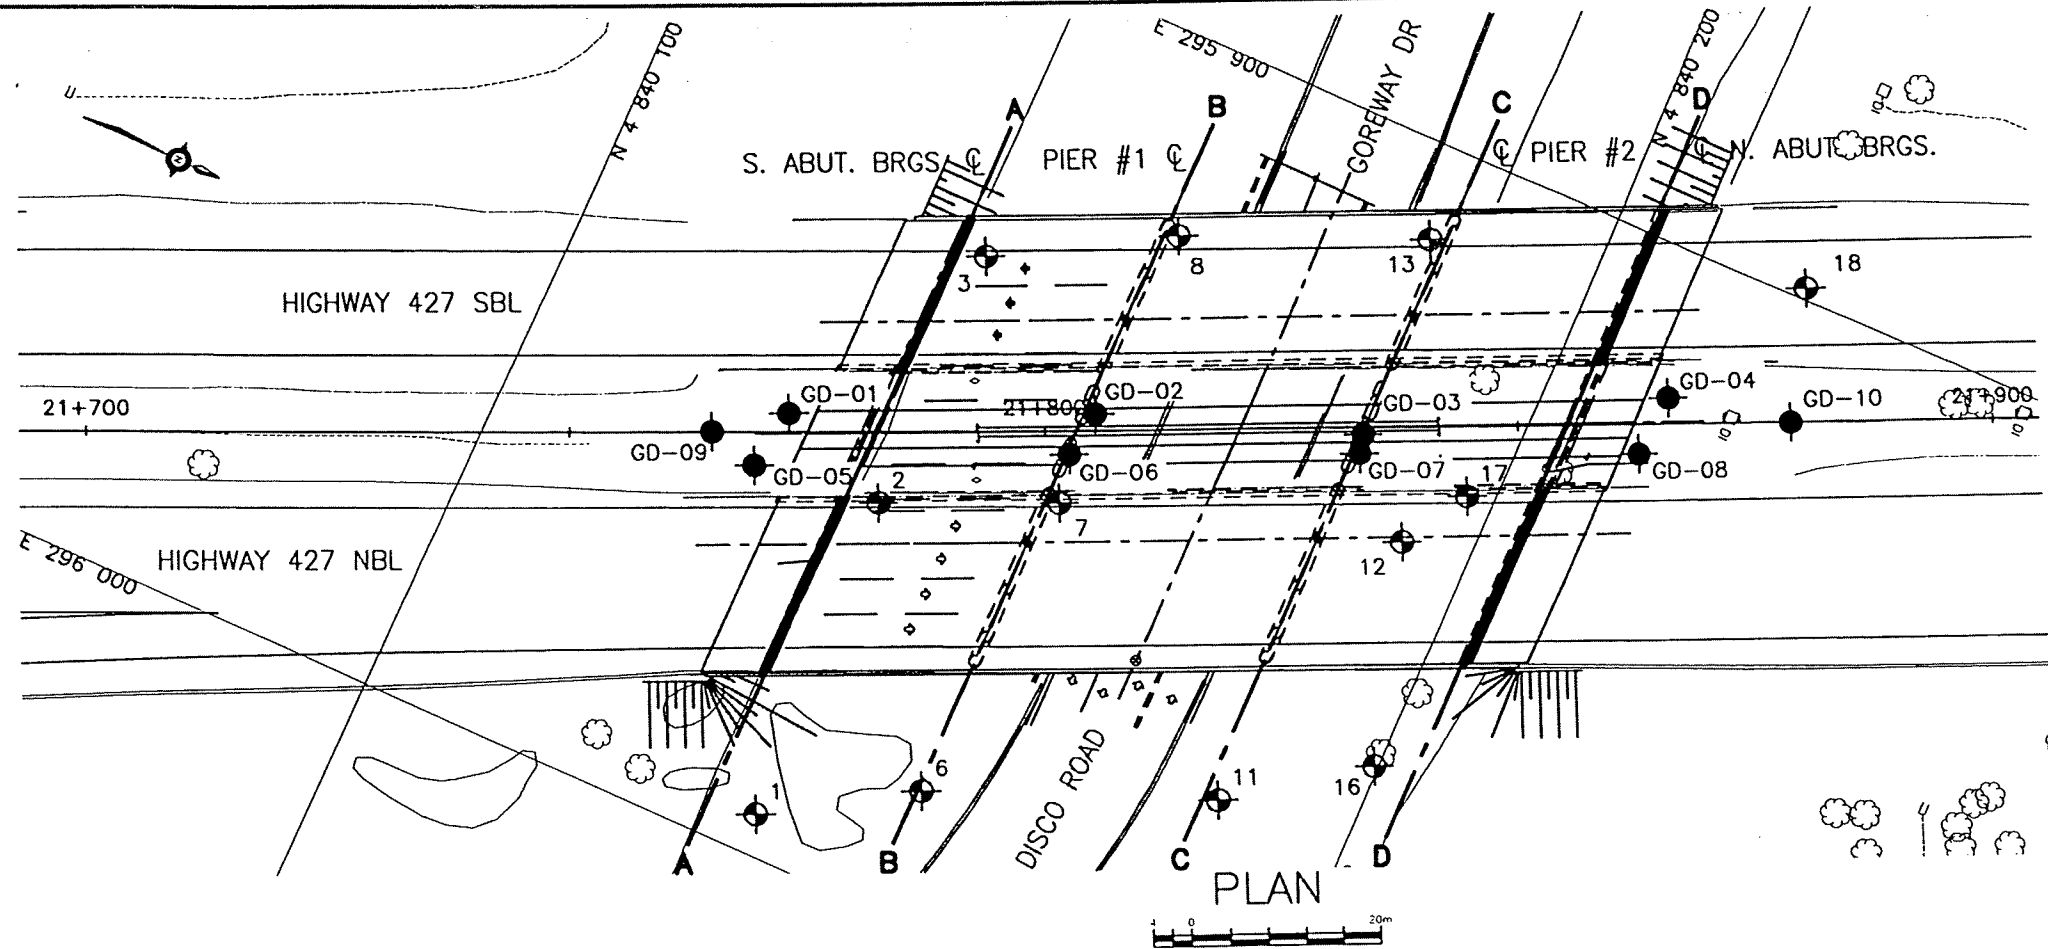 E 295 900
GOREWAY DR
N 4 840 100
N 4 840 200
A
B
C
D
S. ABUT. BRGS. ℄
PIER #1 ℄
℄ PIER #2
℄ N. ABUT. BRGS.
N
3
8
13
18
HIGHWAY 427 SBL
21+700
GD-01
21+800
GD-02
GD-03
GD-04
GD-10
21+900
GD-09
GD-05
GD-06
GD-07
GD-08
2
7
17
12
E 296 000
HIGHWAY 427 NBL
1
6
11
16
DISCO ROAD
A
B
C
D
PLAN
0
20m